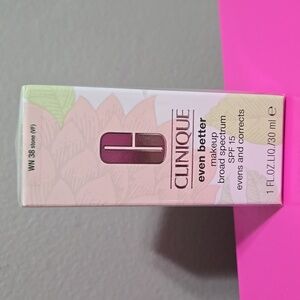 WN 38 stone (VF)
CLINIQUE
even better
makeup
broad spectrum
SPF 15
evens and corrects
1 FL.OZ.LIQ./30 ml e